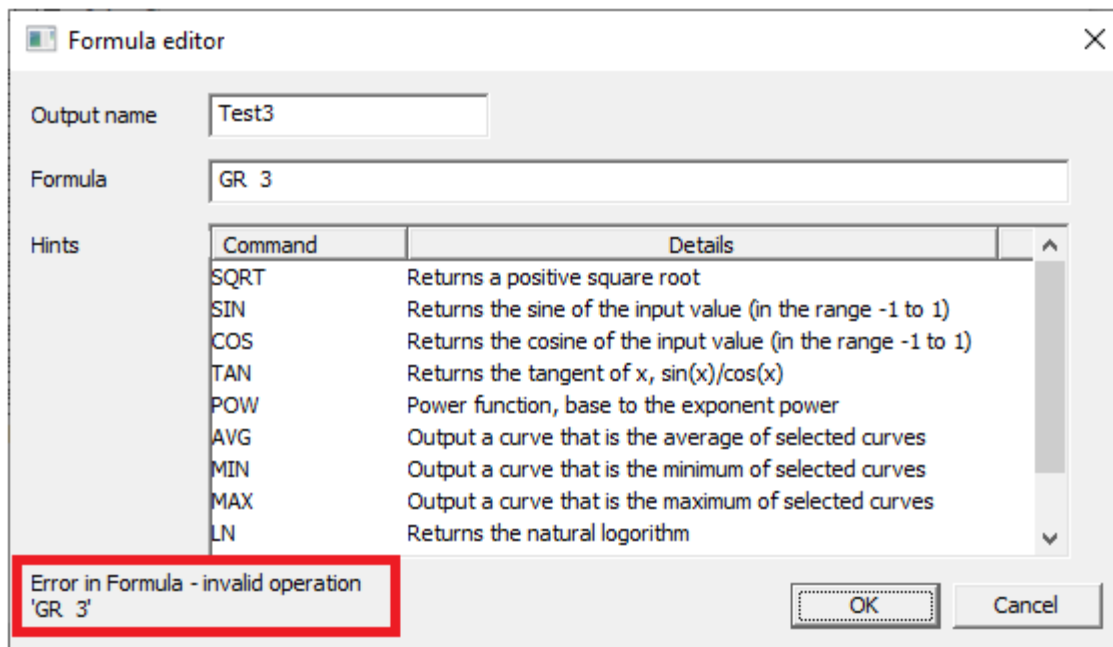 Formula editor
Output name Test3
Formula GR  3
Hints Command Details
SQRT Returns a positive square root
SIN Returns the sine of the input value (in the range -1 to 1)
COS Returns the cosine of the input value (in the range -1 to 1)
TAN Returns the tangent of x, sin(x)/cos(x)
POW Power function, base to the exponent power
AVG Output a curve that is the average of selected curves
MIN Output a curve that is the minimum of selected curves
MAX Output a curve that is the maximum of selected curves
LN Returns the natural logorithm
Error in Formula - invalid operation
'GR  3'
OK Cancel